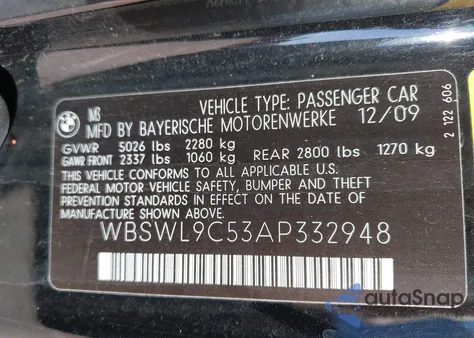 M3
VEHICLE TYPE: PASSENGER CAR
MFD BY BAYERISCHE MOTORENWERKE 12/09
GVWR 5026 lbs 2280 kg
GAWR FRONT 2337 lbs 1060 kg REAR 2800 lbs 1270 kg
THIS VEHICLE CONFORMS TO ALL APPLICABLE
FEDERAL MOTOR VEHICLE SAFETY, BUMPER AND THEFT
PREVENTION STANDARDS IN EFFECT ON THE DATE OF
MANUFACTURE SHOWN ABOVE.
WBSWL9C53AP332948
2 122 606
autoSnap